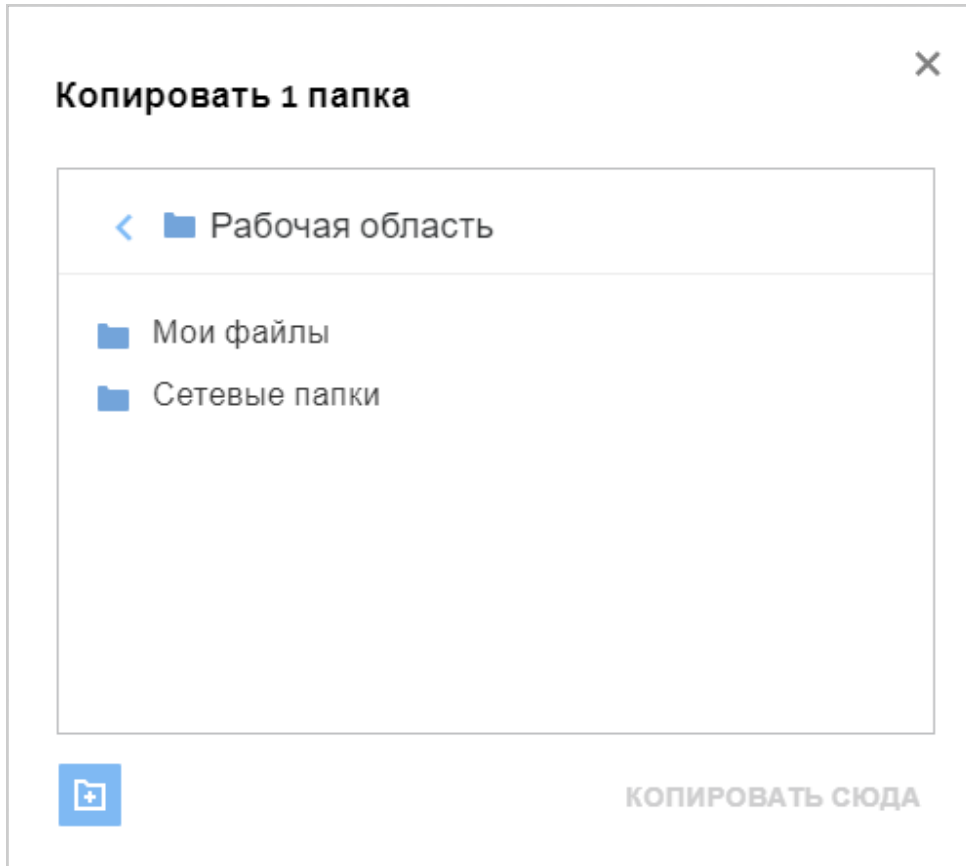 Копировать 1 папка
Рабочая область
Мои файлы
Сетевые папки
КОПИРОВАТЬ СЮДА